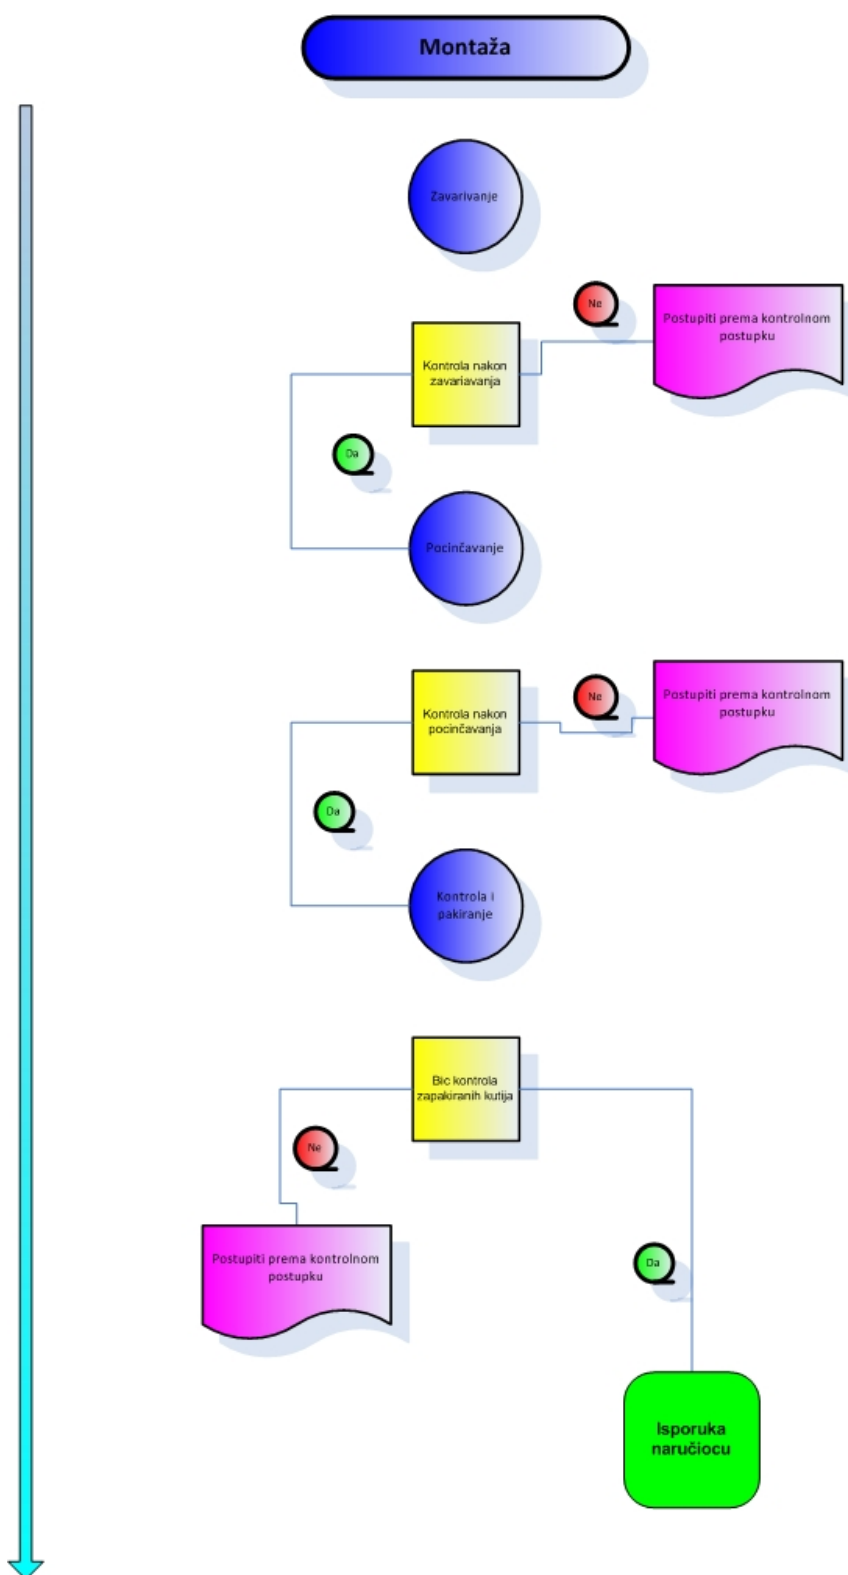 Montaža
Zavarivanje
Ne
Postupiti prema kontrolnom
postupku
Kontrola nakon
zavariavanja
Da
Pocinčavanje
Ne
Postupiti prema kontrolnom
postupku
Kontrola nakon
pocinčavanja
Da
Kontrola i
pakiranje
Bic kontrola
zapakiranih kutija
Ne
Postupiti prema kontrolnom
postupku
Da
Isporuka
naručiocu